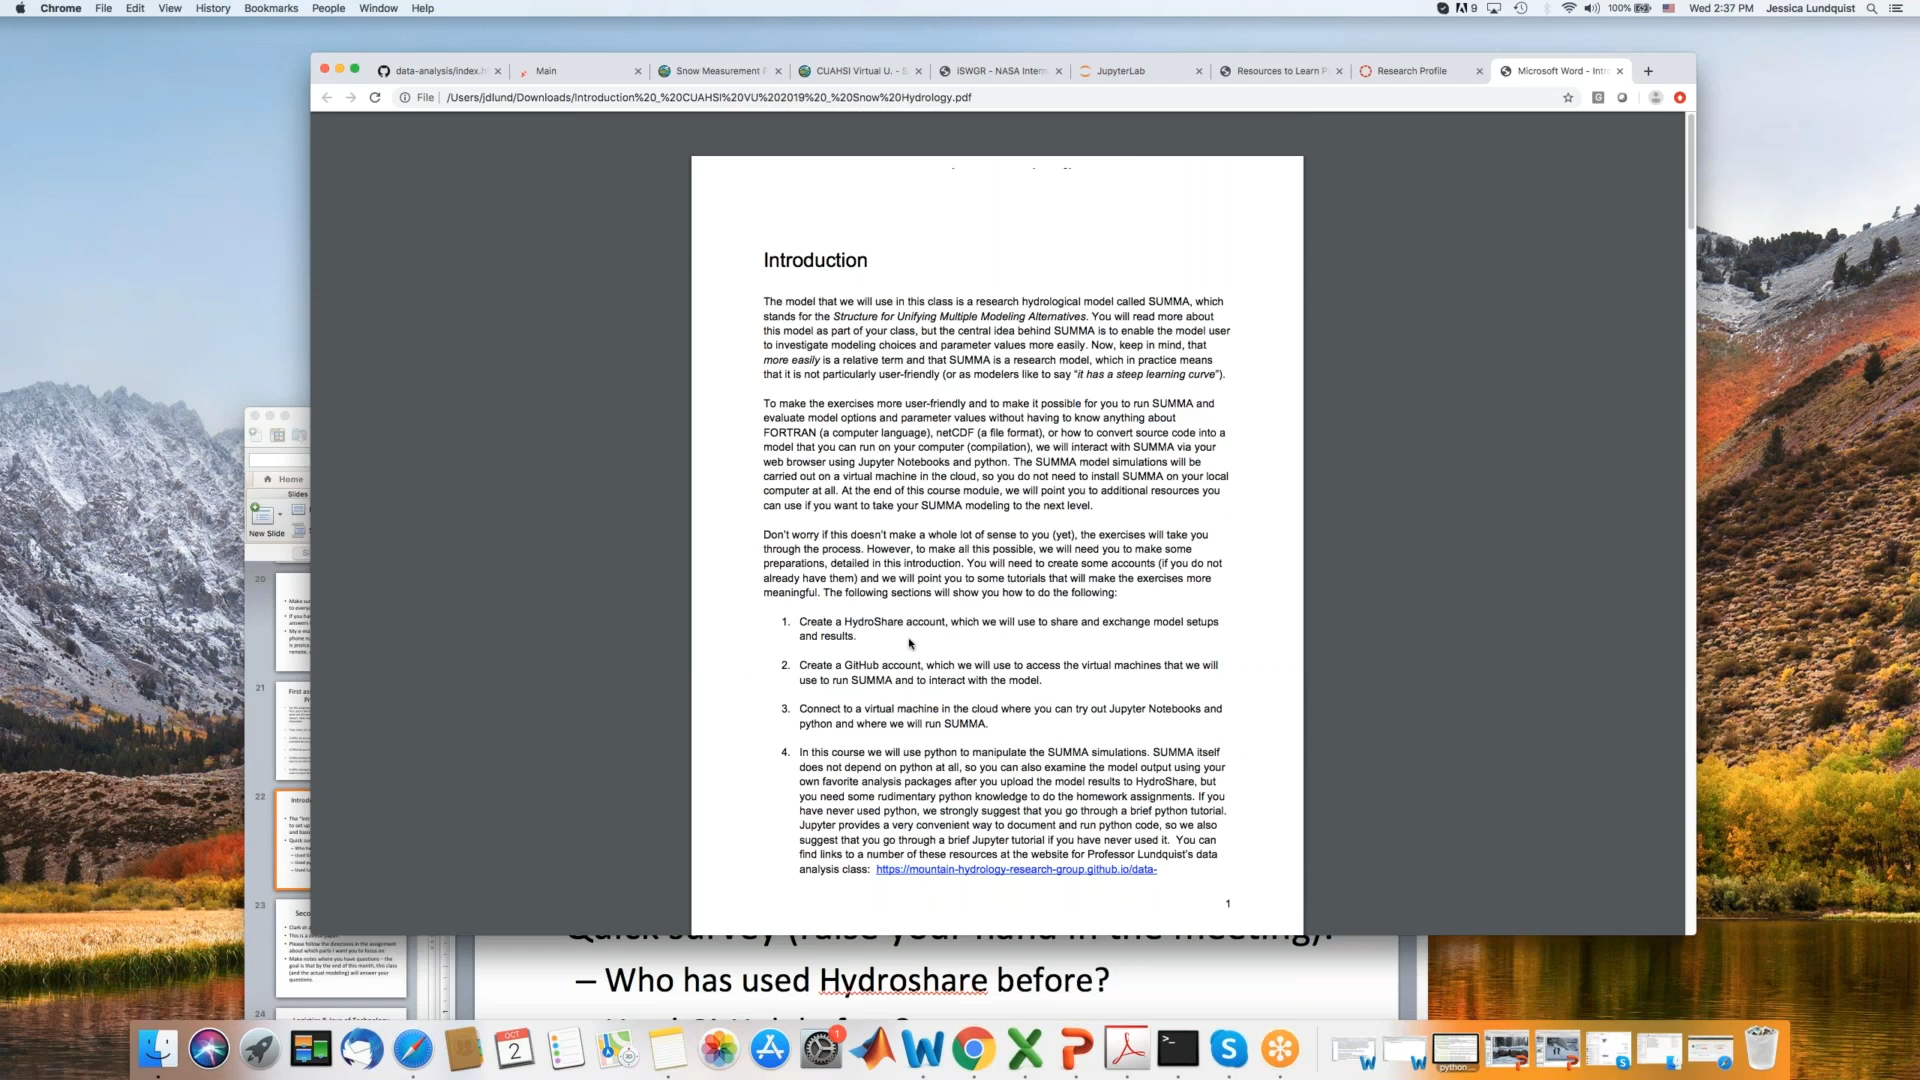 Chrome File Edit View History Bookmarks People Window Help
9 100% Wed 2:37 PM Jessica Lundquist
data-analysis/index.h
Main
Snow Measurement
CUAHSI Virtual U. - S
iSWGR - NASA Intern
JupyterLab
Resources to Learn P
Research Profile
Microsoft Word - Intro
File /Users/jdlund/Downloads/Introduction%20_%20CUAHSI%20VU%202019%20_%20Snow%20Hydrology.pdf
Introduction
The model that we will use in this class is a research hydrological model called SUMMA, which
stands for the Structure for Unifying Multiple Modeling Alternatives. You will read more about
this model as part of your class, but the central idea behind SUMMA is to enable the model user
to investigate modeling choices and parameter values more easily. Now, keep in mind, that
more easily is a relative term and that SUMMA is a research model, which in practice means
that it is not particularly user-friendly (or as modelers like to say "it has a steep learning curve").
To make the exercises more user-friendly and to make it possible for you to run SUMMA and
evaluate model options and parameter values without having to know anything about
FORTRAN (a computer language), netCDF (a file format), or how to convert source code into a
model that you can run on your computer (compilation), we will interact with SUMMA via your
web browser using Jupyter Notebooks and python. The SUMMA model simulations will be
carried out on a virtual machine in the cloud, so you do not need to install SUMMA on your local
computer at all. At the end of this course module, we will point you to additional resources you
can use if you want to take your SUMMA modeling to the next level.
Don't worry if this doesn't make a whole lot of sense to you (yet), the exercises will take you
through the process. However, to make all this possible, we will need you to make some
preparations, detailed in this introduction. You will need to create some accounts (if you do not
already have them) and we will point you to some tutorials that will make the exercises more
meaningful. The following sections will show you how to do the following:
1. Create a HydroShare account, which we will use to share and exchange model setups
and results.
2. Create a GitHub account, which we will use to access the virtual machines that we will
use to run SUMMA and to interact with the model.
3. Connect to a virtual machine in the cloud where you can try out Jupyter Notebooks and
python and where we will run SUMMA.
4. In this course we will use python to manipulate the SUMMA simulations. SUMMA itself
does not depend on python at all, so you can also examine the model output using your
own favorite analysis packages after you upload the model results to HydroShare, but
you need some rudimentary python knowledge to do the homework assignments. If you
have never used python, we strongly suggest that you go through a brief python tutorial.
Jupyter provides a very convenient way to document and run python code, so we also
suggest that you go through a brief Jupyter tutorial if you have never used it. You can
find links to a number of these resources at the website for Professor Lundquist's data
analysis class: https://mountain-hydrology-research-group.github.io/data-
1
Home
Slides
New Slide
20
21
22
23
24
Quick survey (raise your hand in the meeting):
– Who has used Hydroshare before?
OCT
2
1
python...